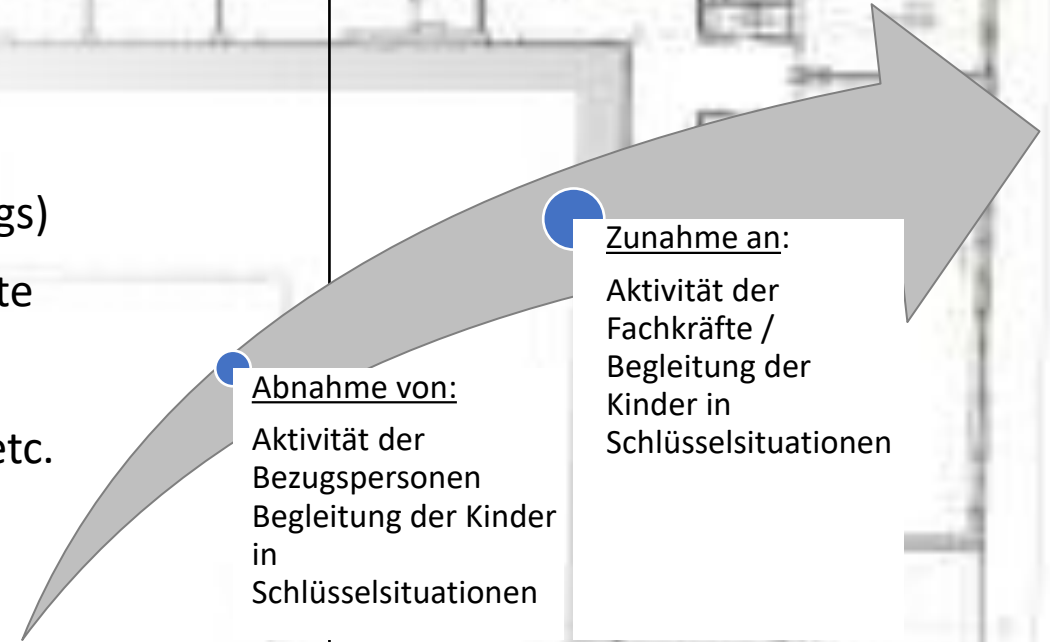 gs)
te
etc.
Abnahme von:
Aktivität der
Bezugspersonen
Begleitung der Kinder
in
Schlüsselsituationen
Zunahme an:
Aktivität der
Fachkräfte /
Begleitung der
Kinder in
Schlüsselsituationen